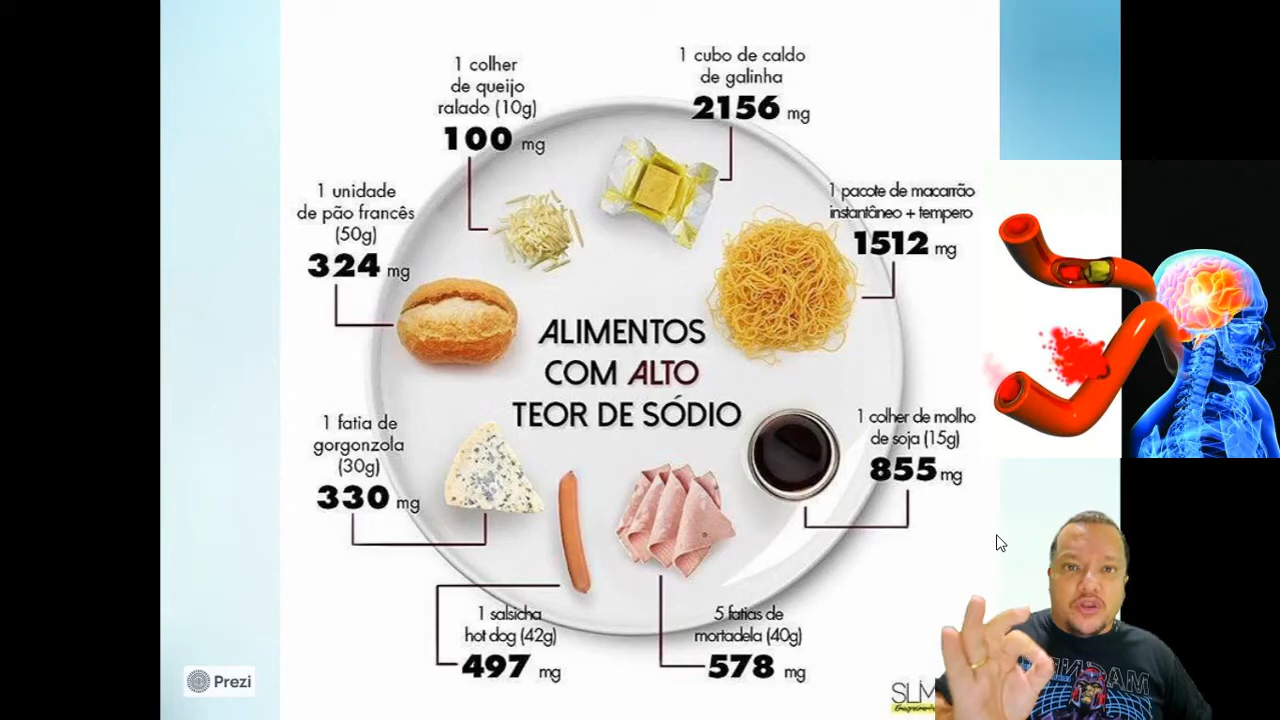 1 colher
de queijo
ralado (10g)
100 mg
1 cubo de caldo
de galinha
2156 mg
1 unidade
de pão francês
(50g)
324 mg
1 pacote de macarrão
instantâneo + tempero
1512 mg
ALIMENTOS
COM ALTO
TEOR DE SÓDIO
1 fatia de
gorgonzola
(30g)
330 mg
1 colher de molho
de soja (15g)
855 mg
1 salsicha
hot dog (42g)
497 mg
5 fatias de
mortadela (40g)
578 mg
Prezi